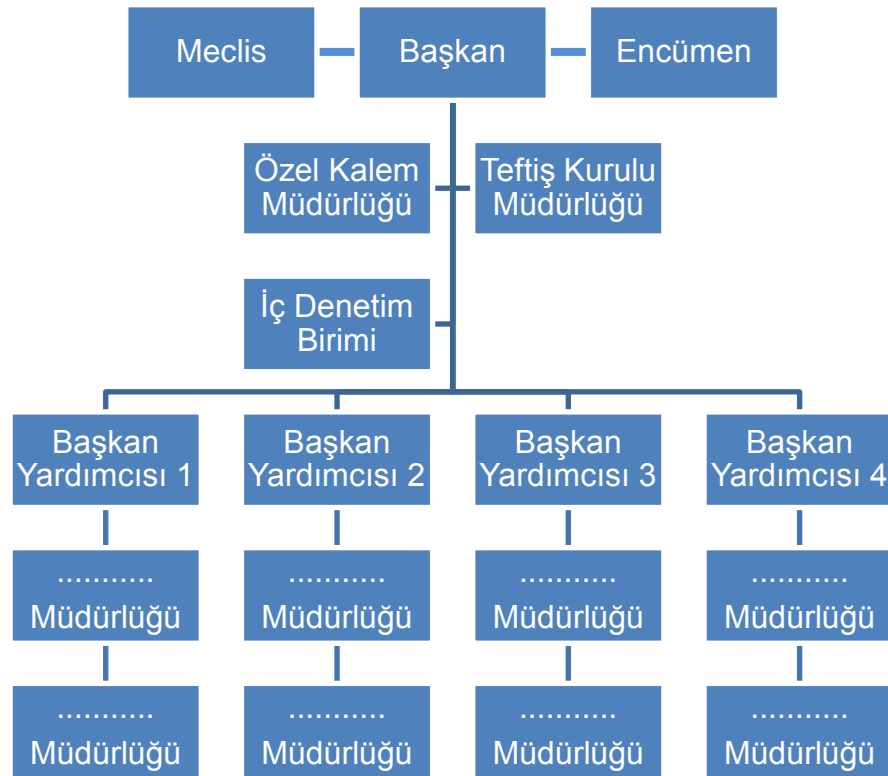 Meclis
Başkan
Encümen
Özel Kalem
Müdürlüğü
Teftiş Kurulu
Müdürlüğü
İç Denetim
Birimi
Başkan
Yardımcısı 1
Başkan
Yardımcısı 2
Başkan
Yardımcısı 3
Başkan
Yardımcısı 4
...........
Müdürlüğü
...........
Müdürlüğü
...........
Müdürlüğü
...........
Müdürlüğü
...........
Müdürlüğü
...........
Müdürlüğü
...........
Müdürlüğü
...........
Müdürlüğü